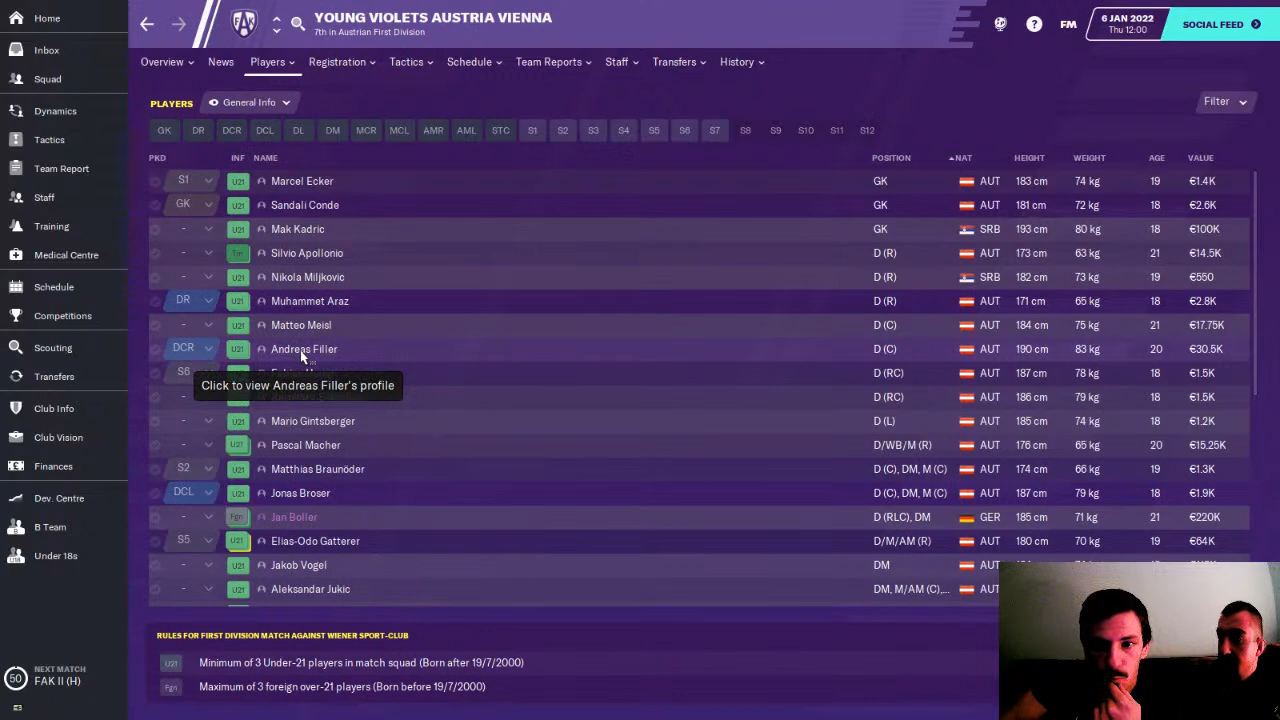 Home
Inbox
Squad
Dynamics
Tactics
Team Report
Staff
Training
Medical Centre
Schedule
Competitions
Scouting
Transfers
Club Info
Club Vision
Finances
Dev. Centre
B Team
Under 18s
50 NEXT MATCH
FAK II (H)
FAK
YOUNG VIOLETS AUSTRIA VIENNA
7th in Austrian First Division
? FM 6 JAN 2022
Thu 12:00
SOCIAL FEED
Overview News Players Registration Tactics Schedule Team Reports Staff Transfers History
PLAYERS General Info Filter
GK DR DCR DCL DL DM MCR MCL AMR AML STC S1 S2 S3 S4 S5 S6 S7 S8 S9 S10 S11 S12
PKD INF NAME POSITION NAT HEIGHT WEIGHT AGE VALUE
S1 U21 Marcel Ecker GK AUT 183 cm 74 kg 19 €1.4K
GK U21 Sandali Conde GK AUT 181 cm 72 kg 18 €2.6K
- U21 Mak Kadric GK SRB 193 cm 80 kg 18 €100K
- Trn Silvio Apollonio D (R) AUT 173 cm 63 kg 21 €14.5K
- U21 Nikola Miljkovic D (R) SRB 182 cm 73 kg 19 €550
DR U21 Muhammet Araz D (R) AUT 171 cm 65 kg 18 €2.8K
- U21 Matteo Meisl D (C) AUT 184 cm 75 kg 21 €17.75K
DCR U21 Andreas Filler D (C) AUT 190 cm 83 kg 20 €30.5K
S6 D (RC) AUT 187 cm 78 kg 18 €1.5K
Click to view Andreas Filler's profile
D (RC) AUT 186 cm 79 kg 18 €1.5K
- U21 Mario Gintsberger D (L) AUT 185 cm 74 kg 18 €1.2K
- U21 Pascal Macher D/WB/M (R) AUT 176 cm 65 kg 20 €15.25K
S2 U21 Matthias Braunöder D (C), DM, M (C) AUT 174 cm 66 kg 19 €1.3K
DCL U21 Jonas Broser D (C), DM, M (C) AUT 187 cm 79 kg 18 €1.9K
- Fgn Jan Boller D (RLC), DM GER 185 cm 71 kg 21 €220K
S5 U21 Elias-Odo Gatterer D/M/AM (R) AUT 180 cm 70 kg 19 €64K
- U21 Jakob Vogel DM AUT
- U21 Aleksandar Jukic DM, M/AM (C),... AUT
RULES FOR FIRST DIVISION MATCH AGAINST WIENER SPORT-CLUB
U21 Minimum of 3 Under-21 players in match squad (Born after 19/7/2000)
Fgn Maximum of 3 foreign over-21 players (Born before 19/7/2000)